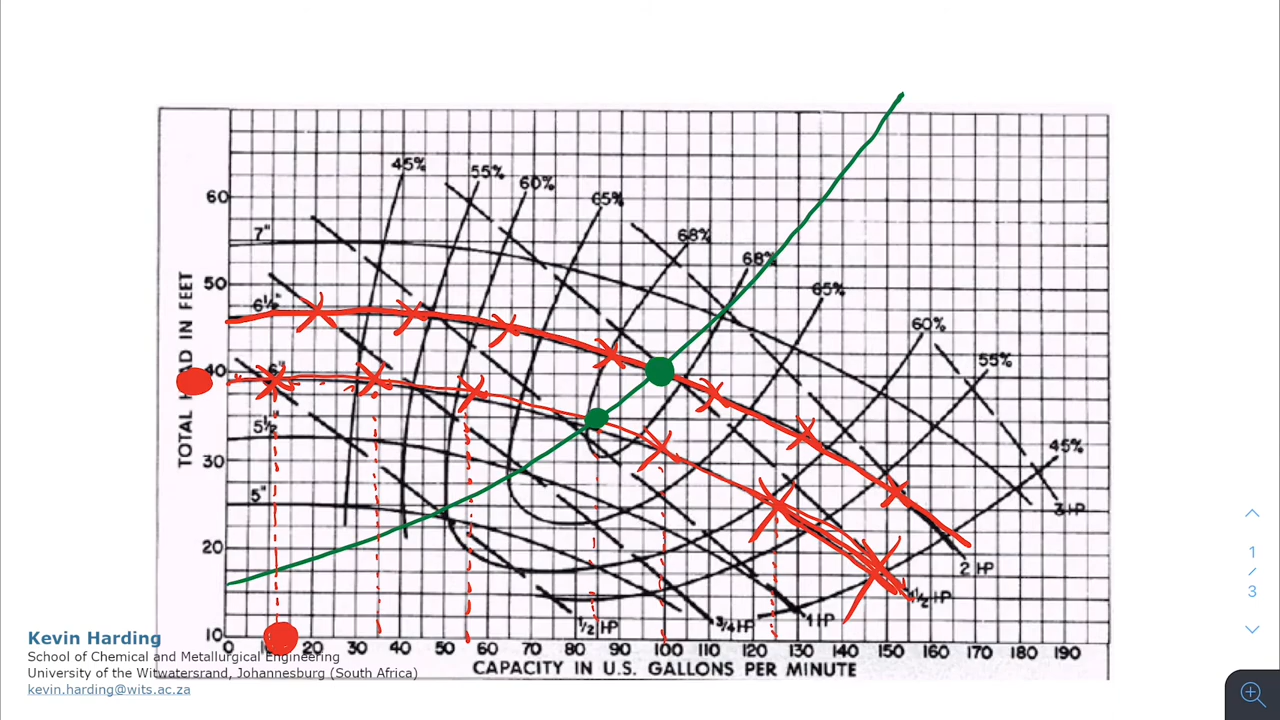 45%
55%
60%
65%
68%
68%
65%
60%
55%
45%
60
50
40
30
20
10
7"
6½"
6"
5½"
5"
TOTAL IN FEET
3 HP
2 HP
1½ HP
1 HP
¾ HP
½ HP
0 20 30 40 50 60 70 80 90 100 110 120 130 140 150 160 170 180 190
CAPACITY IN U.S. GALLONS PER MINUTE
Kevin Harding
School of Chemical and Metallurgical Engineering
University of the Witwatersrand, Johannesburg (South Africa)
kevin.harding@wits.ac.za
1
/
3